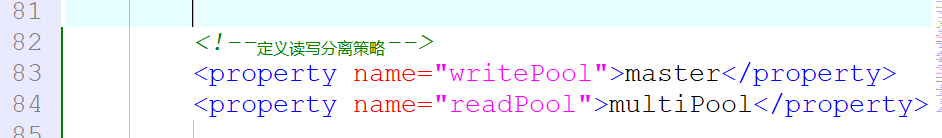 81
82 <!--定义读写分离策略-->
83 <property name="writePool">master</property>
84 <property name="readPool">multiPool</property>
85